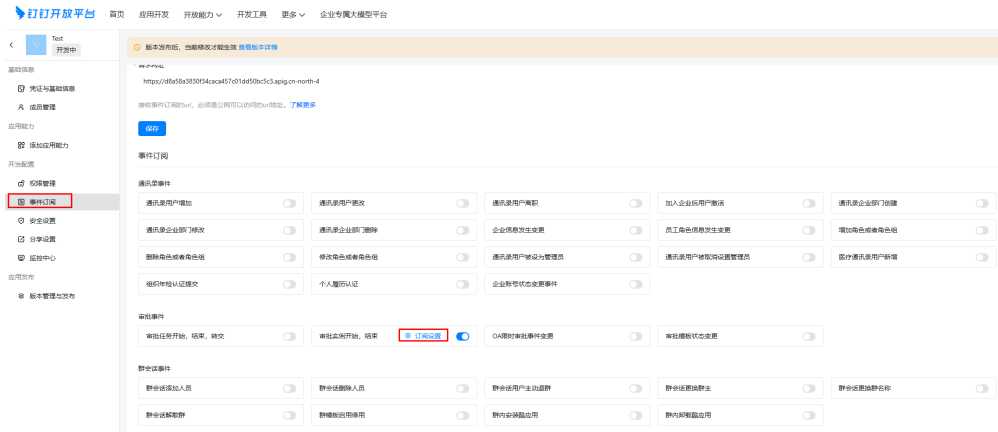 钉钉开放平台 首页 应用开发 开放能力 开发工具 更多 企业专属大模型平台
Test
开发中
版本发布后，当前修改才能生效 查看版本详情
基础信息
凭证与基础信息
成员管理
应用能力
添加应用能力
开发配置
权限管理
事件订阅
安全设置
分享设置
监控中心
应用发布
版本管理与发布
https://d8a58a3830f34caca457c01dd50bc5c3.apig.cn-north-4
接收事件订阅的url，必须是公网可以访问的url地址。了解更多
保存
事件订阅
通讯录事件
通讯录用户增加 通讯录用户更改 通讯录用户离职 加入企业后用户激活 通讯录企业部门创建
通讯录企业部门修改 通讯录企业部门删除 企业信息发生变更 员工角色信息发生变更 增加角色或者角色组
删除角色或者角色组 修改角色或者角色组 通讯录用户被设为管理员 通讯录用户被取消设置管理员 医疗通讯录用户新增
组织年检认证提交 个人履历认证 企业账号状态变更事件
审批事件
审批任务开始，结束，转交 审批实例开始，结束 订阅设置 OA限时审批事件变更 审批模板状态变更
群会话事件
群会话添加人员 群会话删除人员 群会话用户主动退群 群会话更换群主 群会话更换群名称
群会话解散群 群模板启用停用 群内安装酷应用 群内卸载酷应用